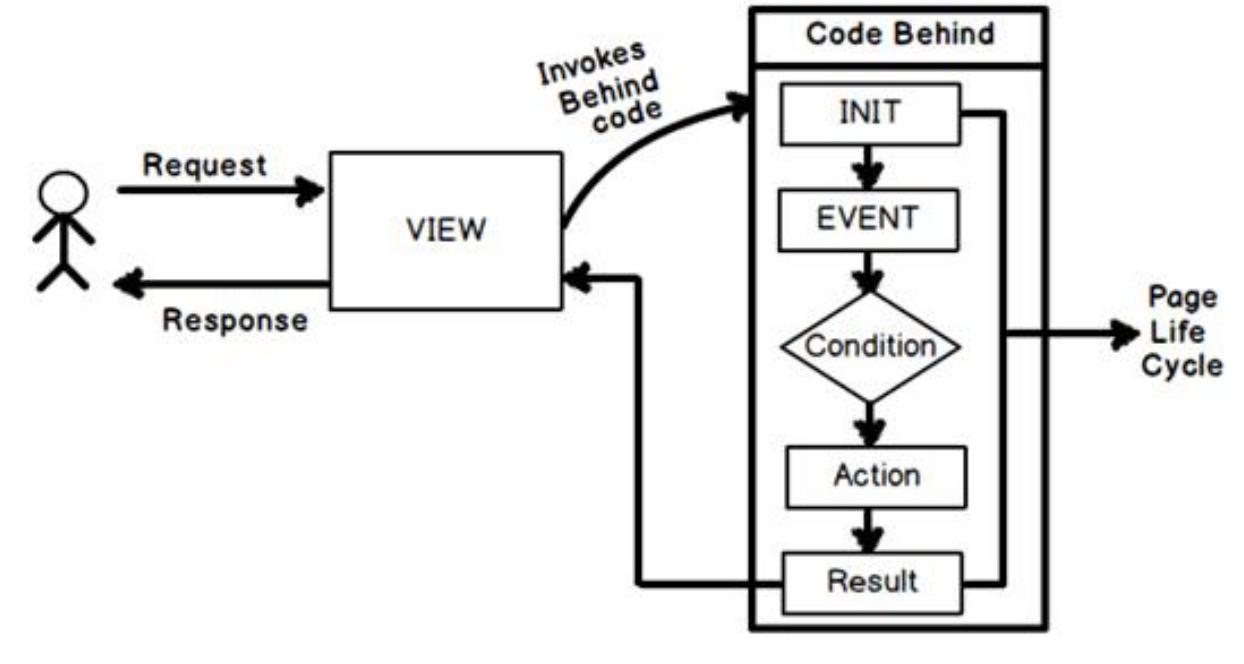 Code Behind
Invokes
Behind
code
INIT
Request
EVENT
VIEW
Page
Life
Cycle
Response
Condition
Action
Result